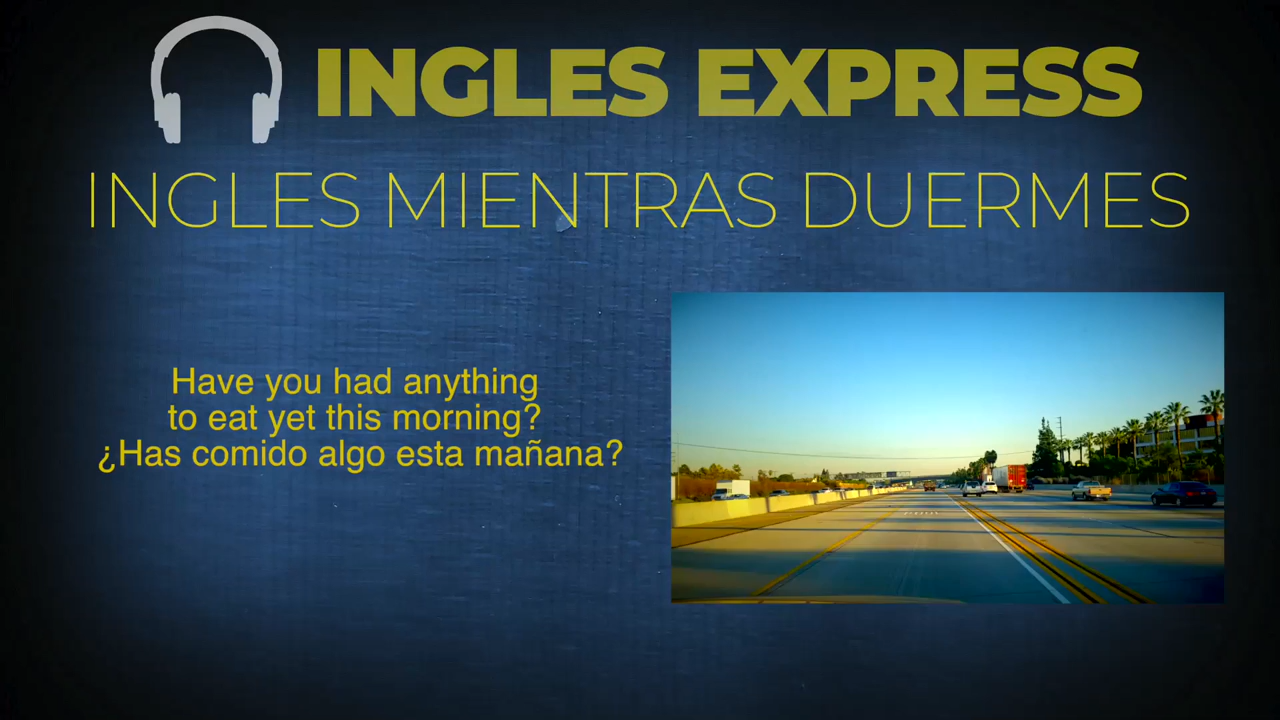 INGLES EXPRESS
INGLES MIENTRAS DUERMES
Have you had anything
to eat yet this morning?
¿Has comido algo esta mañana?